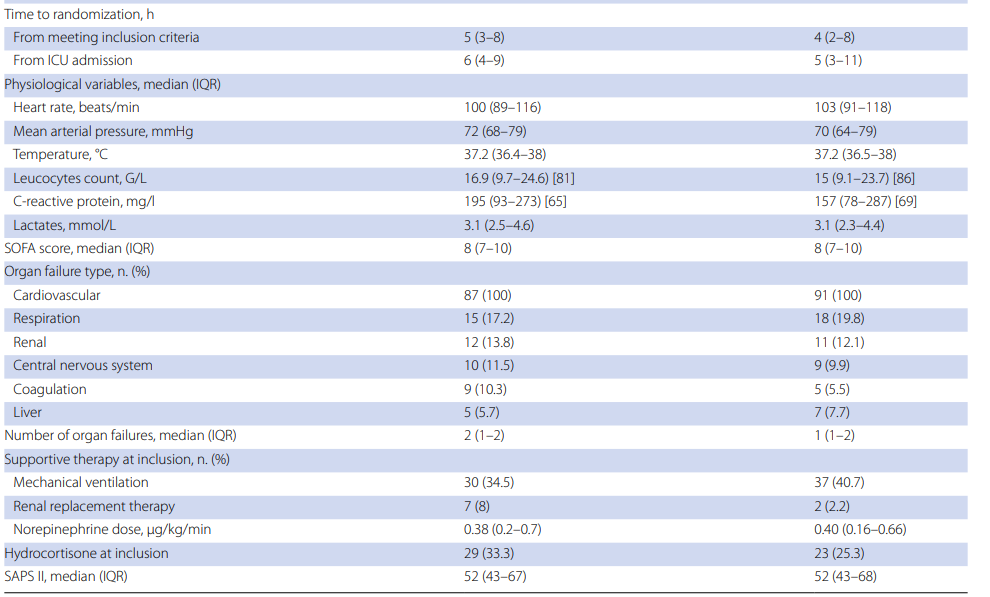 Time to randomization, h
From meeting inclusion criteria 5 (3–8) 4 (2–8)
From ICU admission 6 (4–9) 5 (3–11)
Physiological variables, median (IQR)
Heart rate, beats/min 100 (89–116) 103 (91–118)
Mean arterial pressure, mmHg 72 (68–79) 70 (64–79)
Temperature, °C 37.2 (36.4–38) 37.2 (36.5–38)
Leucocytes count, G/L 16.9 (9.7–24.6) [81] 15 (9.1–23.7) [86]
C-reactive protein, mg/l 195 (93–273) [65] 157 (78–287) [69]
Lactates, mmol/L 3.1 (2.5–4.6) 3.1 (2.3–4.4)
SOFA score, median (IQR) 8 (7–10) 8 (7–10)
Organ failure type, n. (%)
Cardiovascular 87 (100) 91 (100)
Respiration 15 (17.2) 18 (19.8)
Renal 12 (13.8) 11 (12.1)
Central nervous system 10 (11.5) 9 (9.9)
Coagulation 9 (10.3) 5 (5.5)
Liver 5 (5.7) 7 (7.7)
Number of organ failures, median (IQR) 2 (1–2) 1 (1–2)
Supportive therapy at inclusion, n. (%)
Mechanical ventilation 30 (34.5) 37 (40.7)
Renal replacement therapy 7 (8) 2 (2.2)
Norepinephrine dose, µg/kg/min 0.38 (0.2–0.7) 0.40 (0.16–0.66)
Hydrocortisone at inclusion 29 (33.3) 23 (25.3)
SAPS II, median (IQR) 52 (43–67) 52 (43–68)